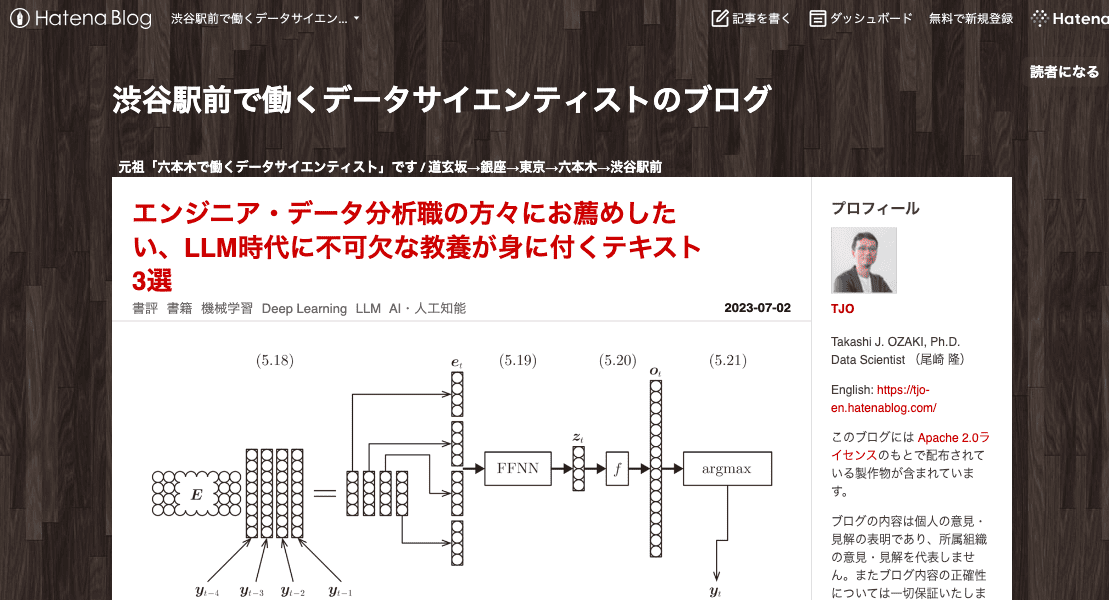 Hatena Blog 渋谷駅前で働くデータサイエン... 記事を書く ダッシュボード 無料で新規登録 Hatena
読者になる
渋谷駅前で働くデータサイエンティストのブログ
元祖「六本木で働くデータサイエンティスト」です / 道玄坂→銀座→東京→六本木→渋谷駅前
エンジニア・データ分析職の方々にお薦めした
い、LLM時代に不可欠な教養が身に付くテキスト
3選
書評 書籍 機械学習 Deep Learning LLM AI・人工知能
2023-07-02
(5.18) (5.19) (5.20) (5.21)
e_t
o_t
z_t
E = FFNN f argmax
y_{t-4} y_{t-3} y_{t-2} y_{t-1} y_t
プロフィール
TJO
Takashi J. OZAKI, Ph.D.
Data Scientist （尾崎 隆）
English: https://tjo-
en.hatenablog.com/
このブログには Apache 2.0ラ
イセンスのもとで配布されて
いる製作物が含まれていま
す。
ブログの内容は個人の意見・
見解の表明であり、所属組織
の意見・見解を代表しませ
ん。またブログ内容の正確性
については一切保証いたしま